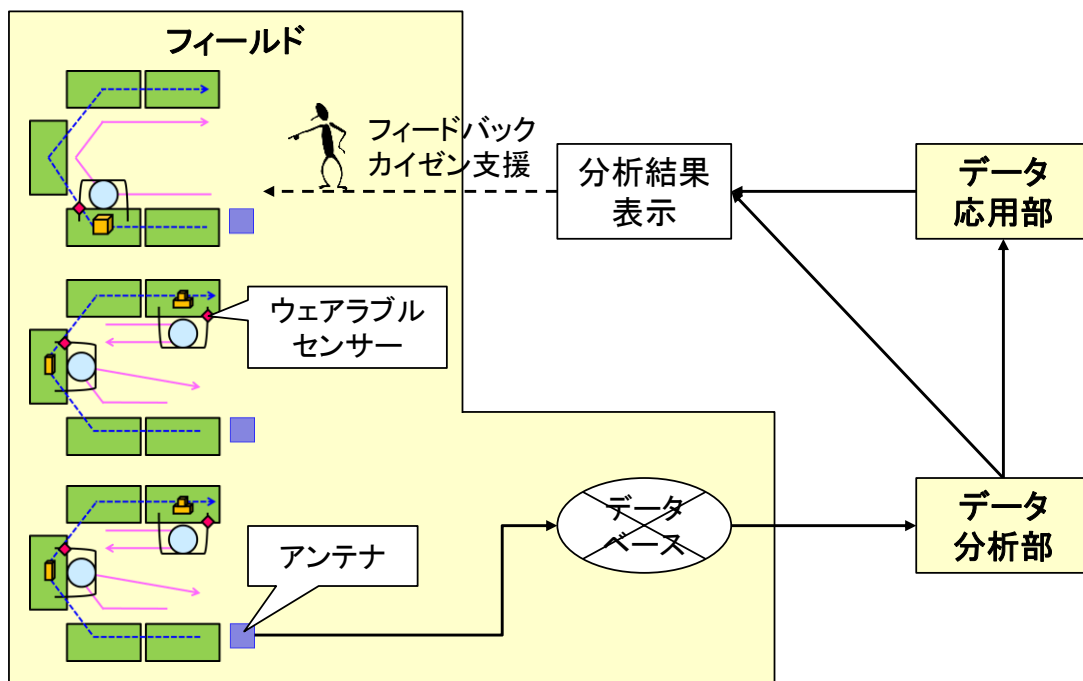 フィールド
フィードバック
カイゼン支援
分析結果
表示
データ
応用部
ウェアラブル
センサー
データ
ベース
データ
分析部
アンテナ